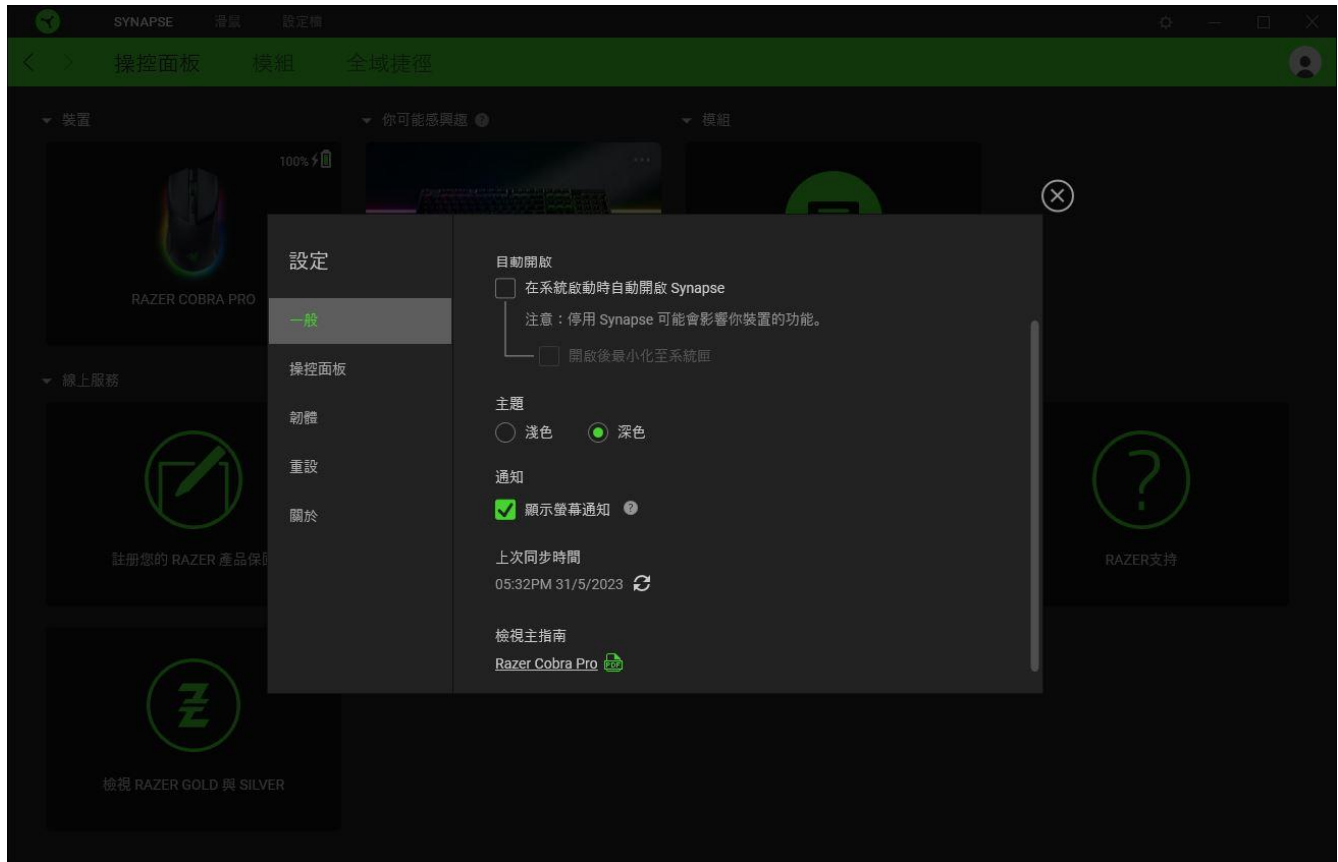 SYNAPSE 滑鼠 設定檔
操控面板 模組 全域捷徑
裝置
你可能感興趣 ?
模組
100%
RAZER COBRA PRO
線上服務
註冊您的 RAZER 產品保
RAZER支持
檢視 RAZER GOLD 與 SILVER
設定
一般
操控面板
韌體
重設
關於
自動開啟
在系統啟動時自動開啟 Synapse
注意：停用 Synapse 可能會影響你裝置的功能。
開啟後最小化至系統匣
主題
淺色 深色
通知
顯示螢幕通知 ?
上次同步時間
05:32PM 31/5/2023
檢視主指南
Razer Cobra Pro PDF